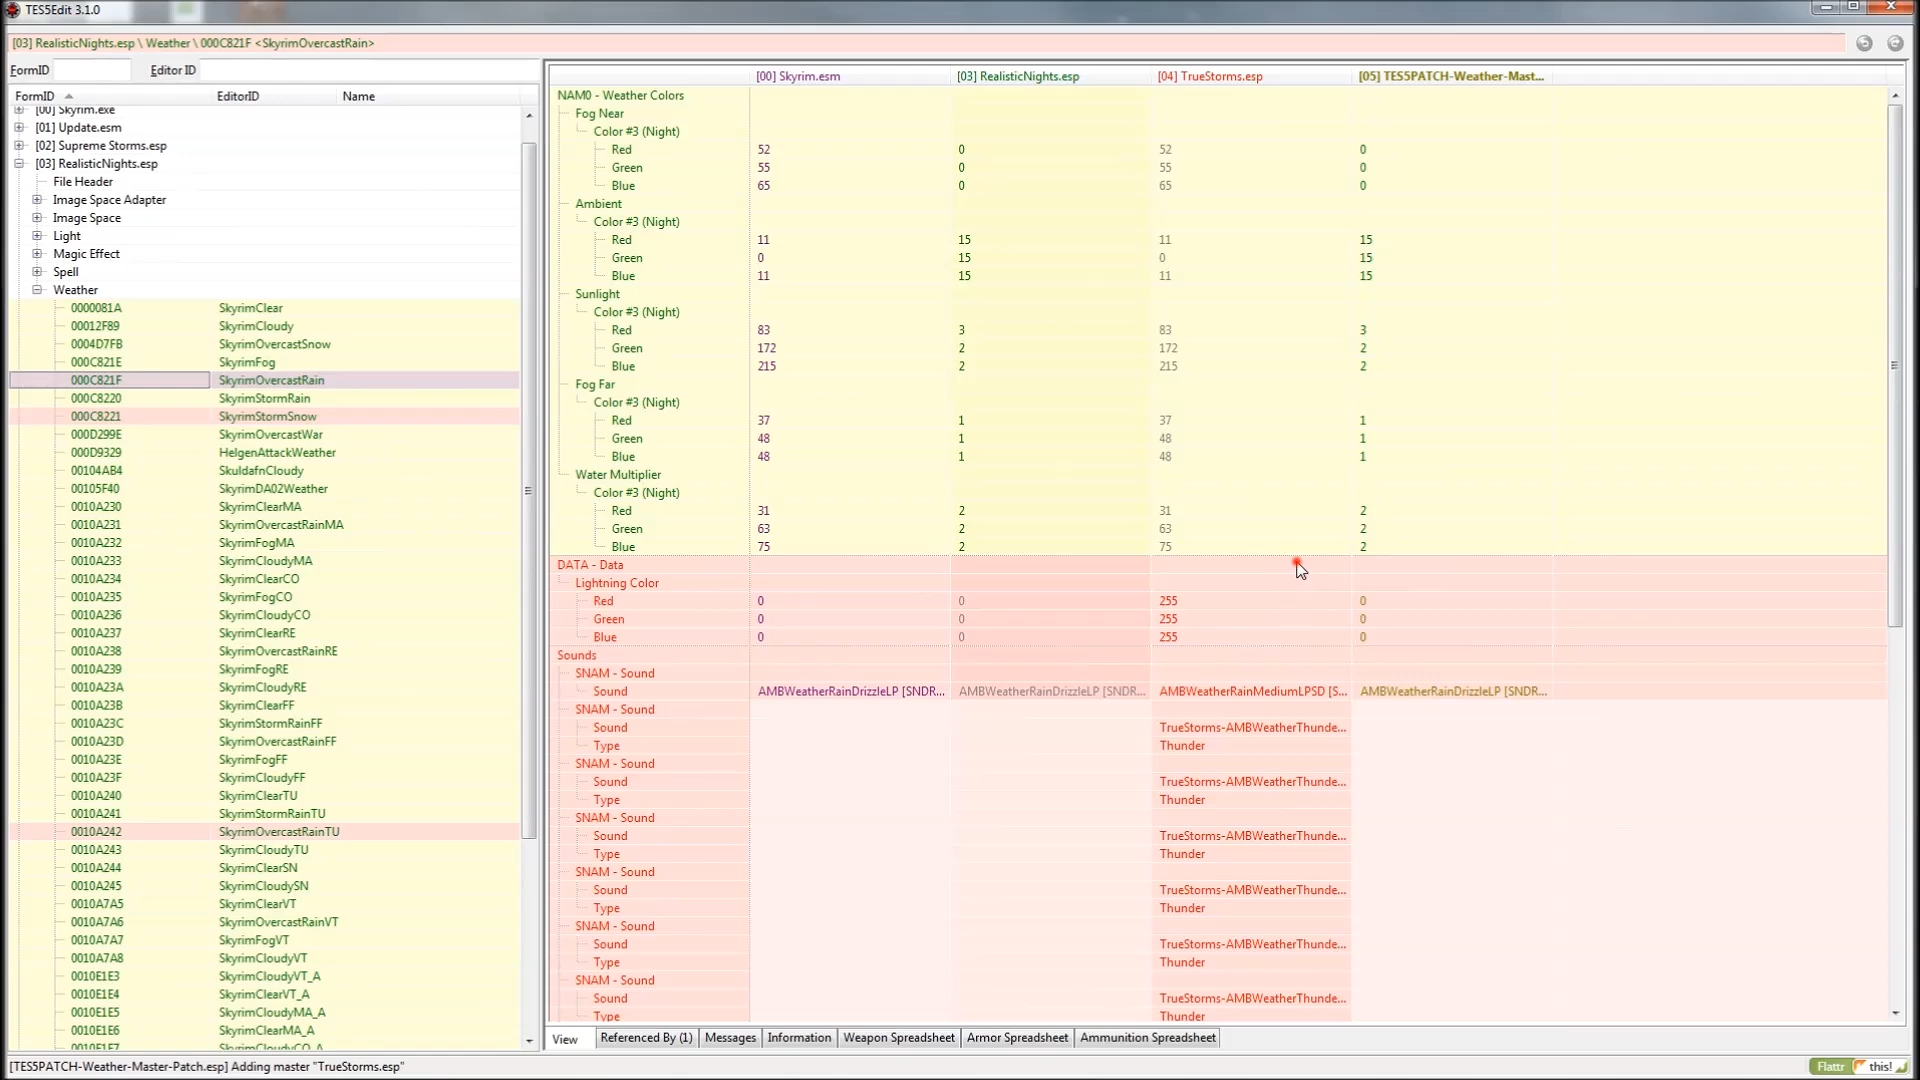 TES5Edit 3.1.0
[03] RealisticNights.esp \ Weather \ 000C821F <SkyrimOvercastRain>
FormID Editor ID
FormID EditorID Name
[00] Skyrim.exe
[01] Update.esm
[02] Supreme Storms.esp
[03] RealisticNights.esp
File Header
Image Space Adapter
Image Space
Light
Magic Effect
Spell
Weather
0000081A SkyrimClear
00012F89 SkyrimCloudy
0004D7FB SkyrimOvercastSnow
000C821E SkyrimFog
000C821F SkyrimOvercastRain
000C8220 SkyrimStormRain
000C8221 SkyrimStormSnow
000D299E SkyrimOvercastWar
000D9329 HelgenAttackWeather
00104AB4 SkuldafnCloudy
00105F40 SkyrimDA02Weather
0010A230 SkyrimClearMA
0010A231 SkyrimOvercastRainMA
0010A232 SkyrimFogMA
0010A233 SkyrimCloudyMA
0010A234 SkyrimClearCO
0010A235 SkyrimFogCO
0010A236 SkyrimCloudyCO
0010A237 SkyrimClearRE
0010A238 SkyrimOvercastRainRE
0010A239 SkyrimFogRE
0010A23A SkyrimCloudyRE
0010A23B SkyrimClearFF
0010A23C SkyrimStormRainFF
0010A23D SkyrimOvercastRainFF
0010A23E SkyrimFogFF
0010A23F SkyrimCloudyFF
0010A240 SkyrimClearTU
0010A241 SkyrimStormRainTU
0010A242 SkyrimOvercastRainTU
0010A243 SkyrimCloudyTU
0010A244 SkyrimClearSN
0010A245 SkyrimCloudySN
0010A7A5 SkyrimClearVT
0010A7A6 SkyrimOvercastRainVT
0010A7A7 SkyrimFogVT
0010A7A8 SkyrimCloudyVT
0010E1E3 SkyrimCloudyVT_A
0010E1E4 SkyrimClearVT_A
0010E1E5 SkyrimCloudyMA_A
0010E1E6 SkyrimClearMA_A
0010E1E7 SkyrimCloudyCO_A
[00] Skyrim.esm [03] RealisticNights.esp [04] TrueStorms.esp [05] TES5PATCH-Weather-Mast...
NAM0 - Weather Colors
Fog Near
Color #3 (Night)
Red 52 0 52 0
Green 55 0 55 0
Blue 65 0 65 0
Ambient
Color #3 (Night)
Red 11 15 11 15
Green 0 15 0 15
Blue 11 15 11 15
Sunlight
Color #3 (Night)
Red 83 3 83 3
Green 172 2 172 2
Blue 215 2 215 2
Fog Far
Color #3 (Night)
Red 37 1 37 1
Green 48 1 48 1
Blue 48 1 48 1
Water Multiplier
Color #3 (Night)
Red 31 2 31 2
Green 63 2 63 2
Blue 75 2 75 2
DATA - Data
Lightning Color
Red 0 0 255 0
Green 0 0 255 0
Blue 0 0 255 0
Sounds
SNAM - Sound
Sound AMBWeatherRainDrizzleLP [SNDR... AMBWeatherRainDrizzleLP [SNDR... AMBWeatherRainMediumLPSD [S... AMBWeatherRainDrizzleLP [SNDR...
SNAM - Sound
Sound TrueStorms-AMBWeatherThunde...
Type Thunder
SNAM - Sound
Sound TrueStorms-AMBWeatherThunde...
Type Thunder
SNAM - Sound
Sound TrueStorms-AMBWeatherThunde...
Type Thunder
SNAM - Sound
Sound TrueStorms-AMBWeatherThunde...
Type Thunder
SNAM - Sound
Sound TrueStorms-AMBWeatherThunde...
Type Thunder
SNAM - Sound
Sound TrueStorms-AMBWeatherThunde...
Type Thunder
View Referenced By (1) Messages Information Weapon Spreadsheet Armor Spreadsheet Ammunition Spreadsheet
[TES5PATCH-Weather-Master-Patch.esp] Adding master "TrueStorms.esp"
Flattr this!